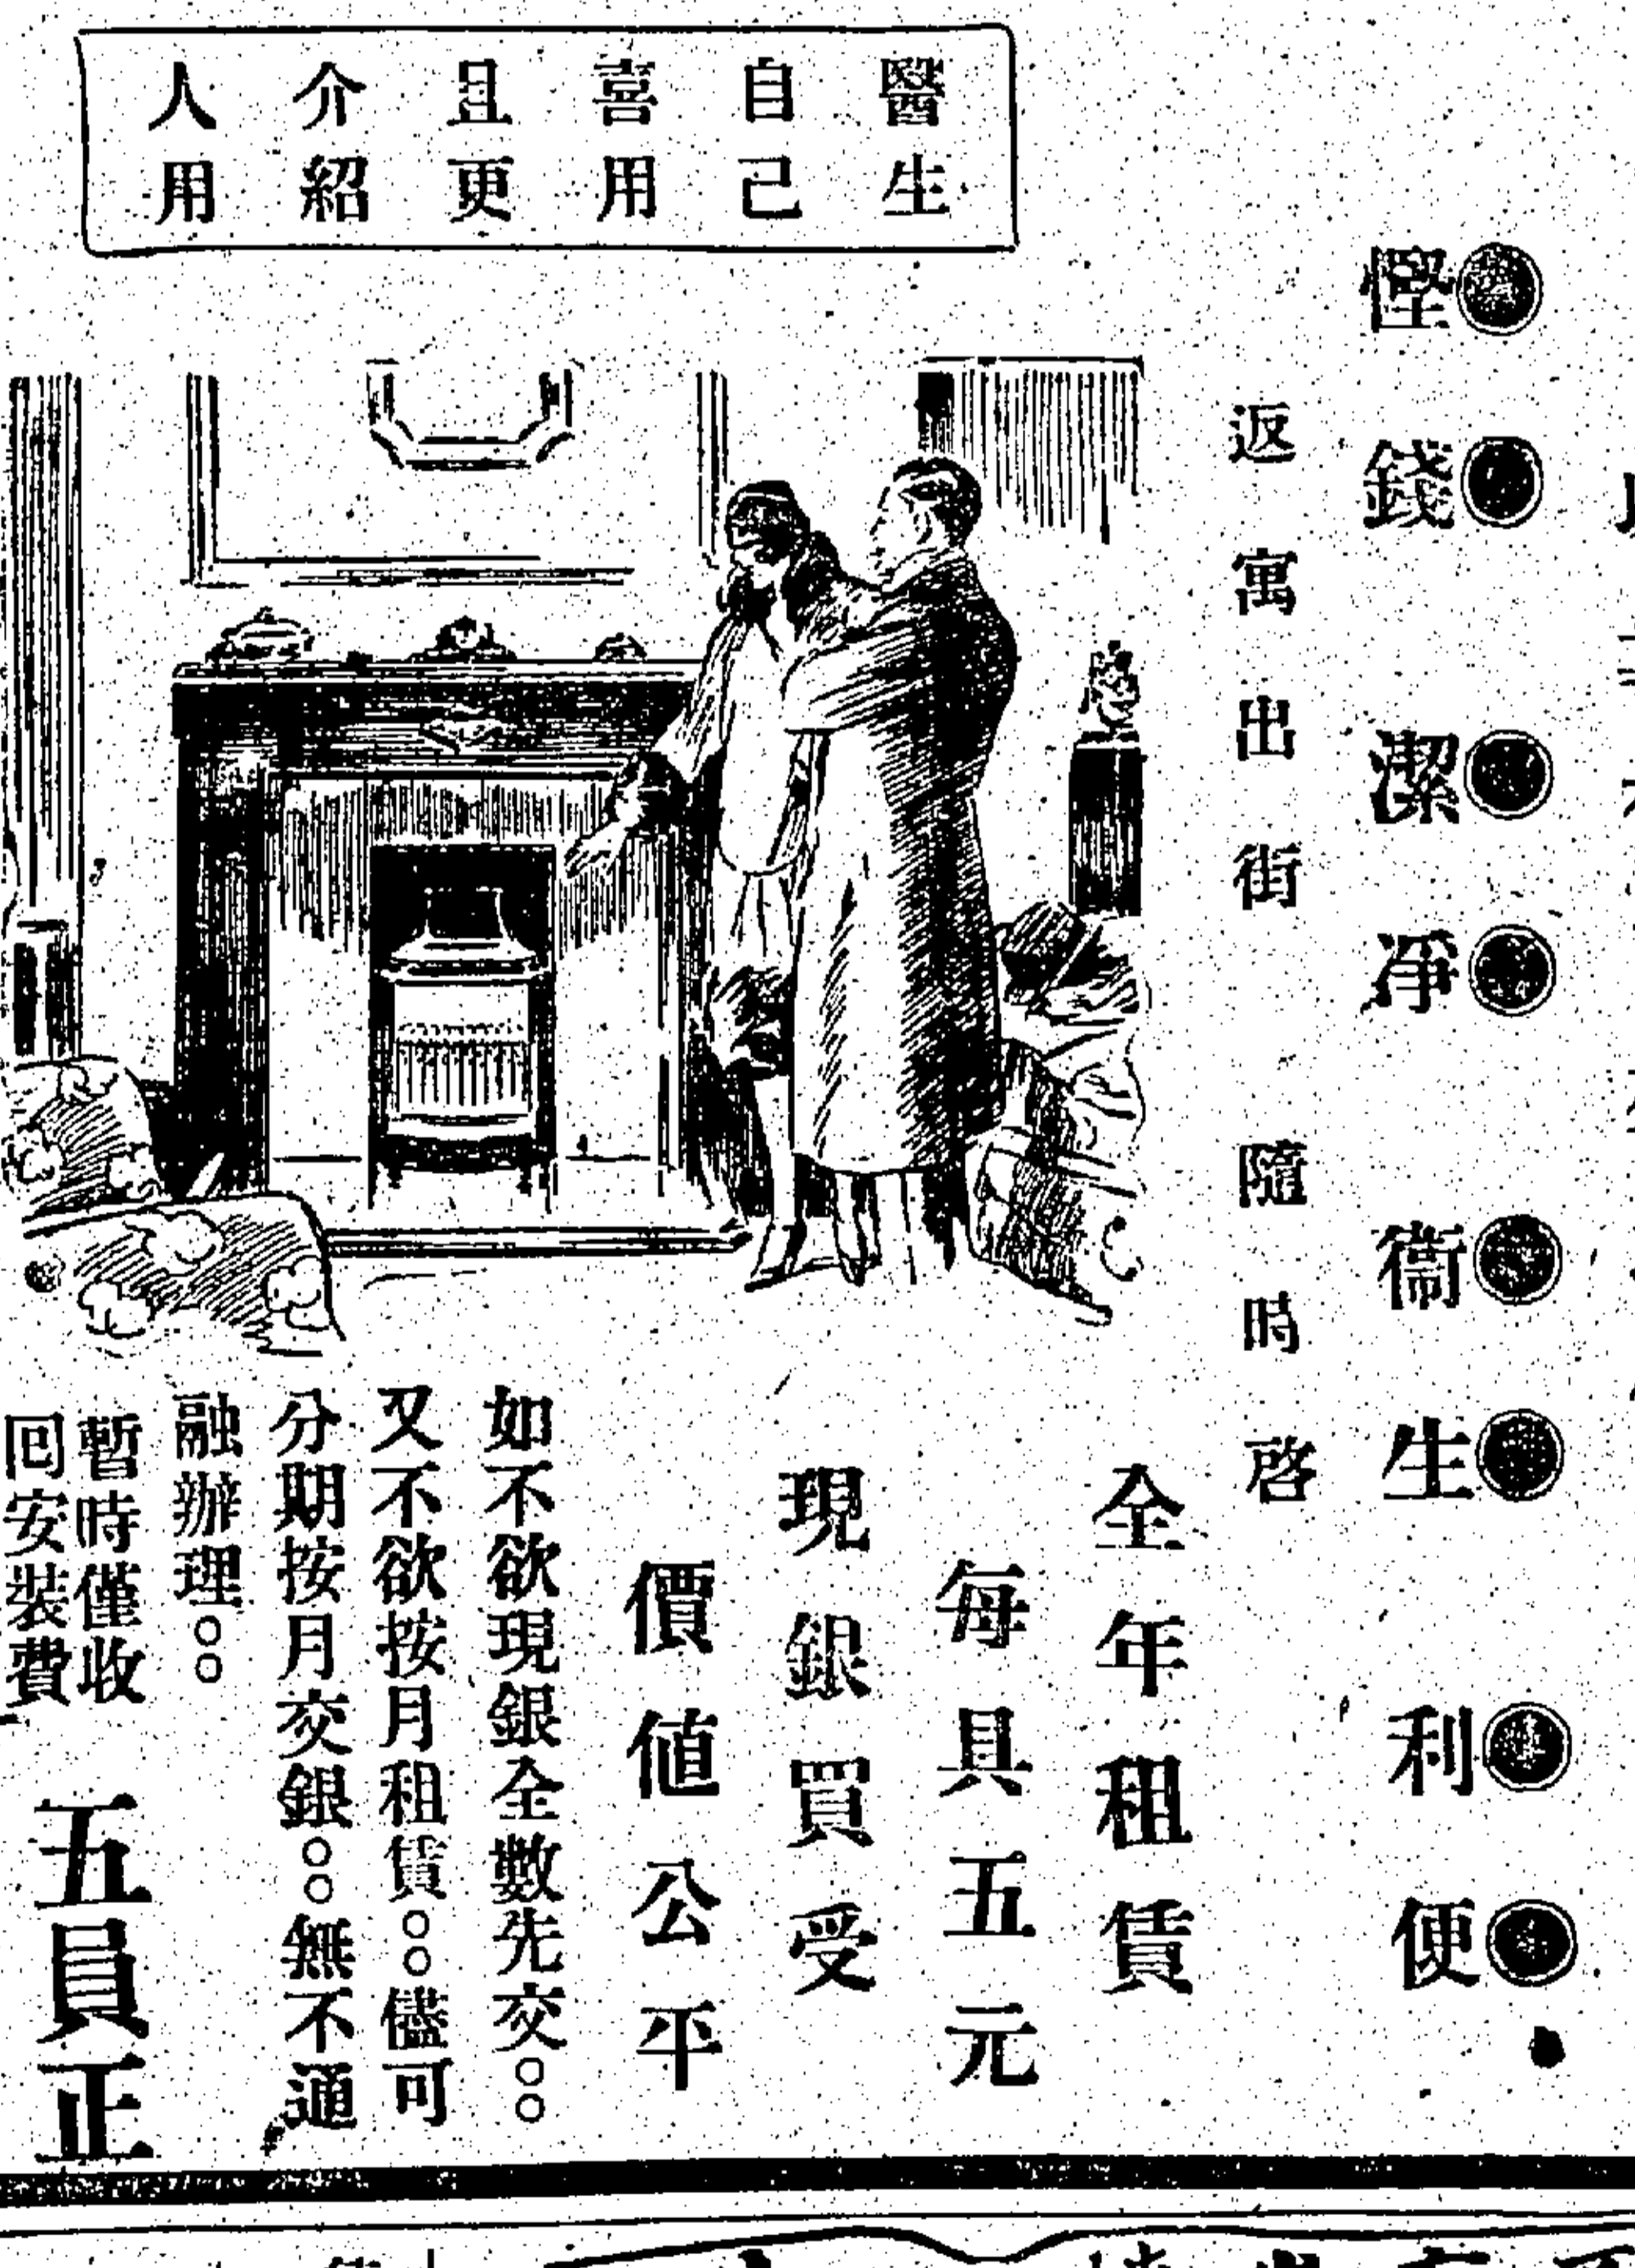 醫生自己喜用且更介紹人用
慳錢 潔凈 衞生 利便
返寓出街 隨時啓
全年租賃
每具五元
現銀買受
價値公平
如不欲現銀全數先交○○
又不欲按月租賃○○儘可
分期按月交銀○○無不通
融辦理○○
暫時僅收
回安裝費
五員正